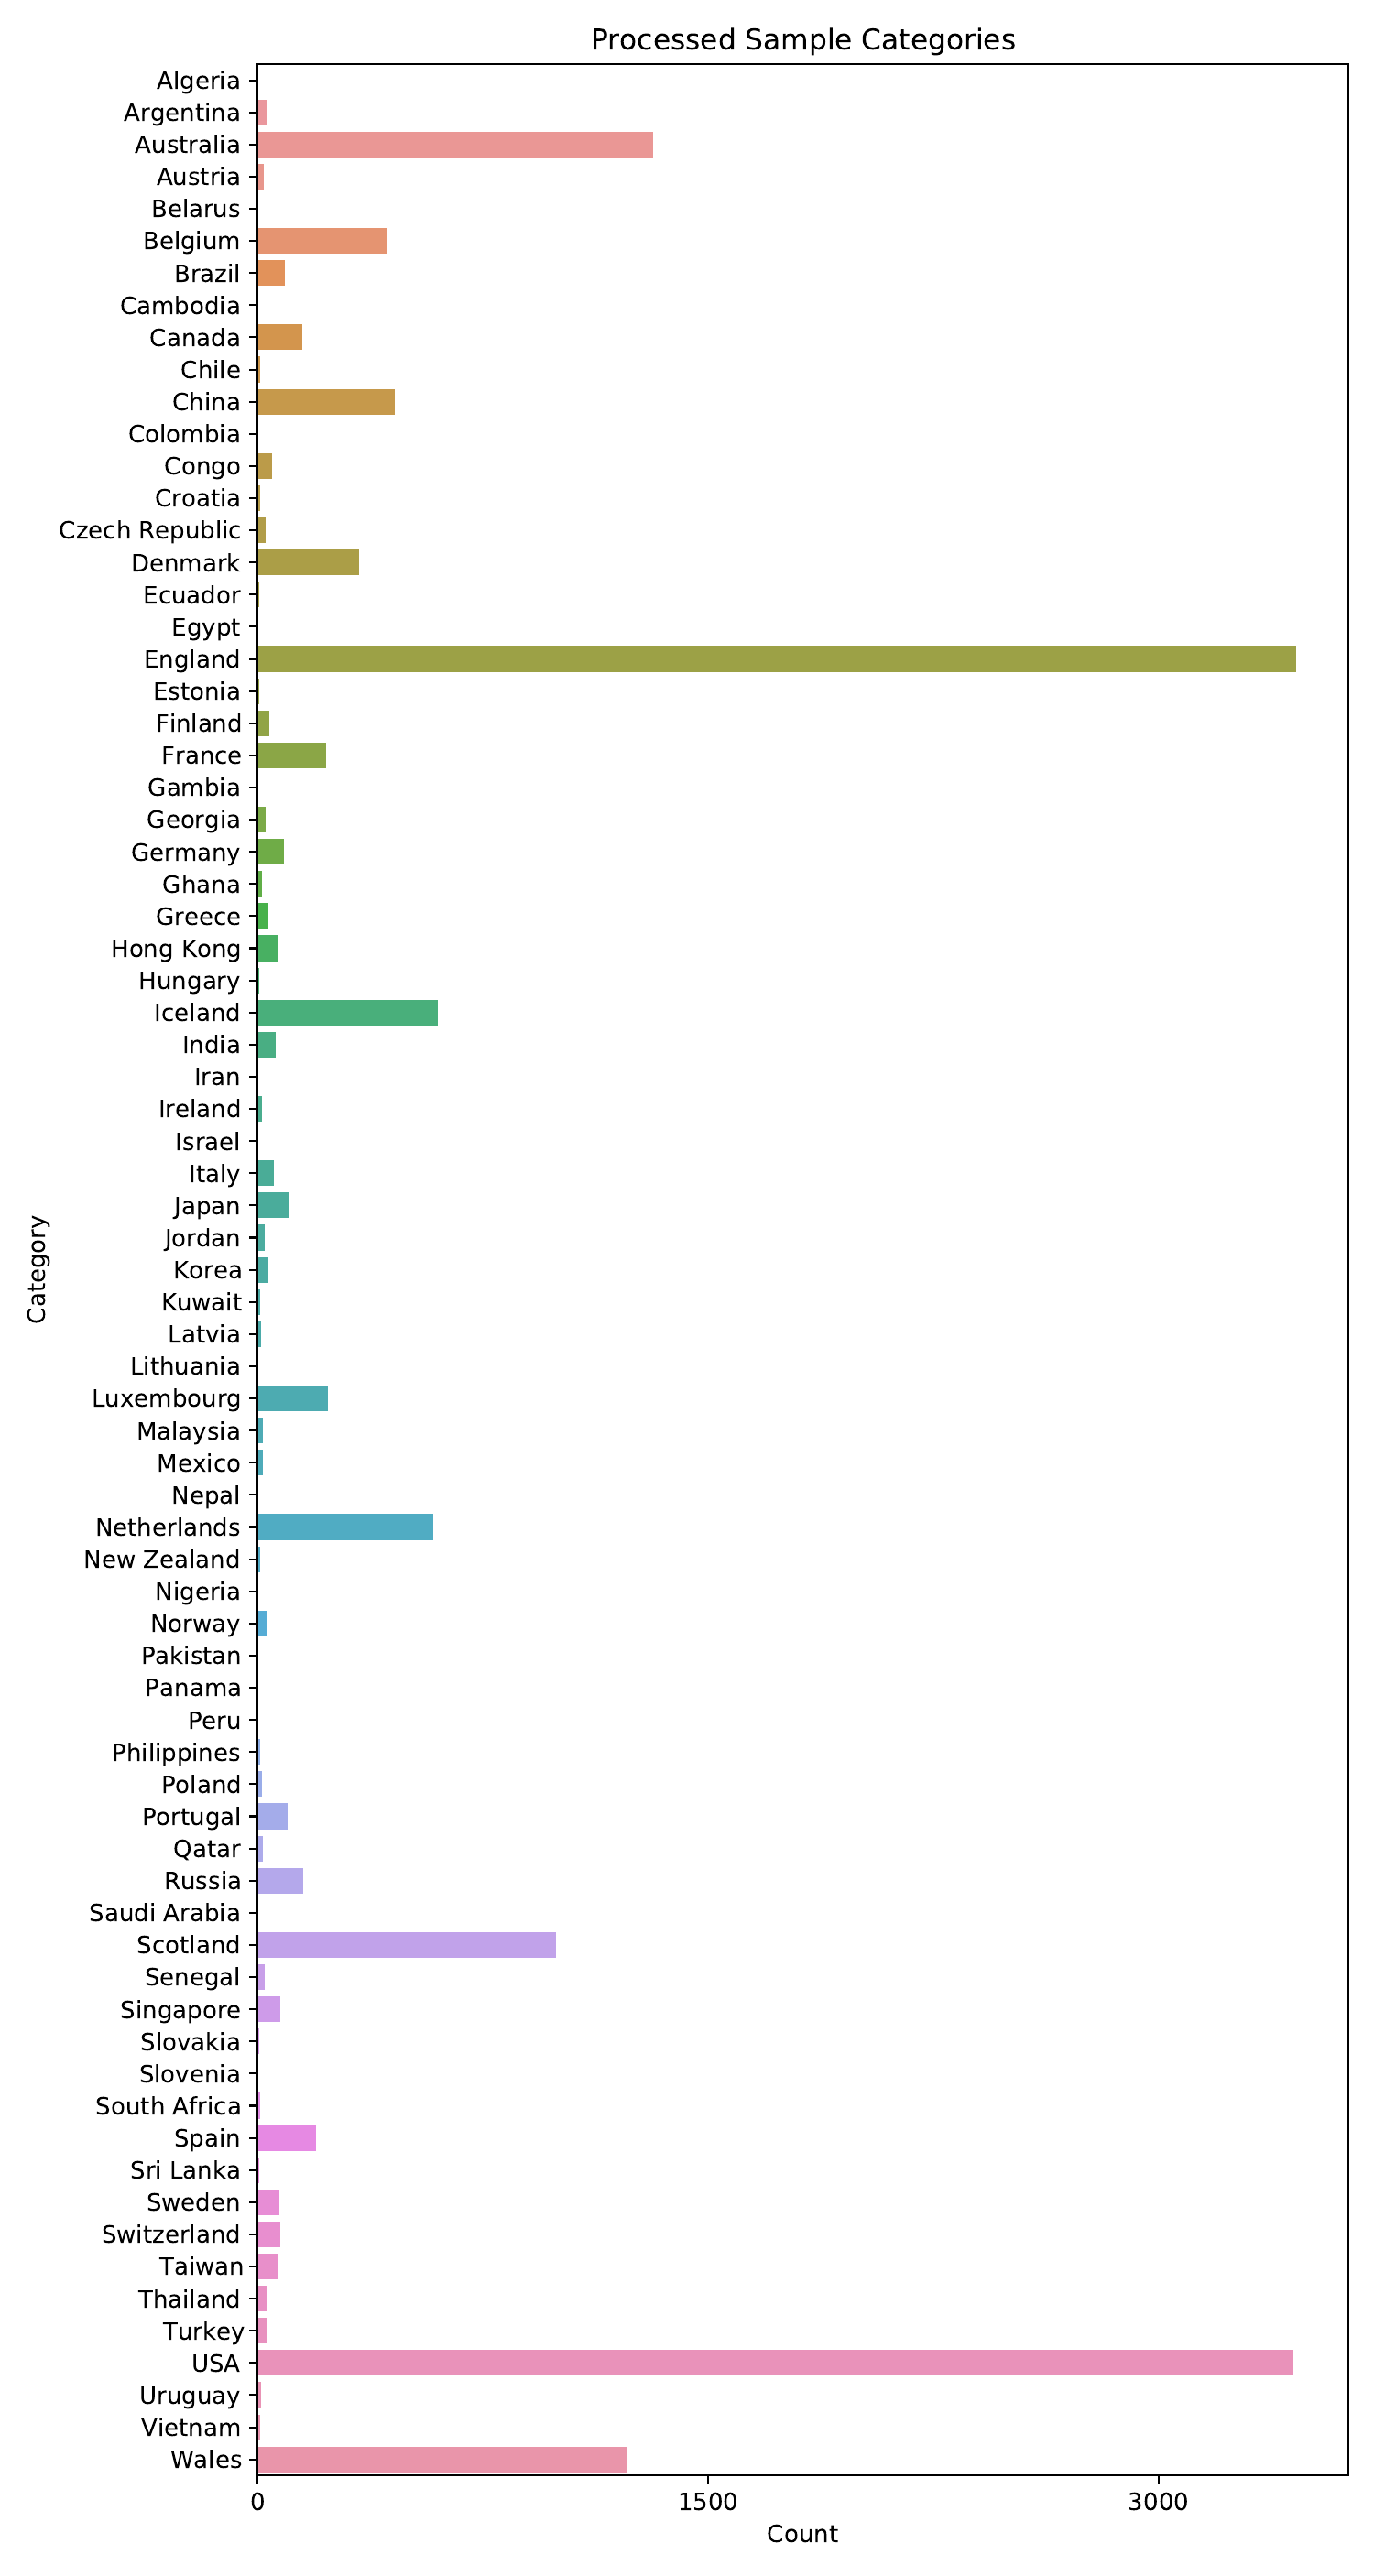 Processed Sample Categories
Algeria
Argentina
Australia
Austria
Belarus
Belgium
Brazil
Cambodia
Canada
Chile
China
Colombia
Congo
Croatia
Czech Republic
Denmark
Ecuador
Egypt
England
Estonia
Finland
France
Gambia
Georgia
Germany
Ghana
Greece
Hong Kong
Hungary
Iceland
India
Iran
Ireland
Israel
Italy
Japan
Jordan
Korea
Kuwait
Latvia
Lithuania
Luxembourg
Malaysia
Mexico
Nepal
Netherlands
New Zealand
Nigeria
Norway
Pakistan
Panama
Peru
Philippines
Poland
Portugal
Qatar
Russia
Saudi Arabia
Scotland
Senegal
Singapore
Slovakia
Slovenia
South Africa
Spain
Sri Lanka
Sweden
Switzerland
Taiwan
Thailand
Turkey
USA
Uruguay
Vietnam
Wales
Category
0 1500 3000
Count